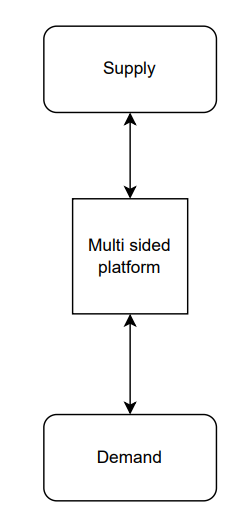 Supply
Multi sided
platform
Demand